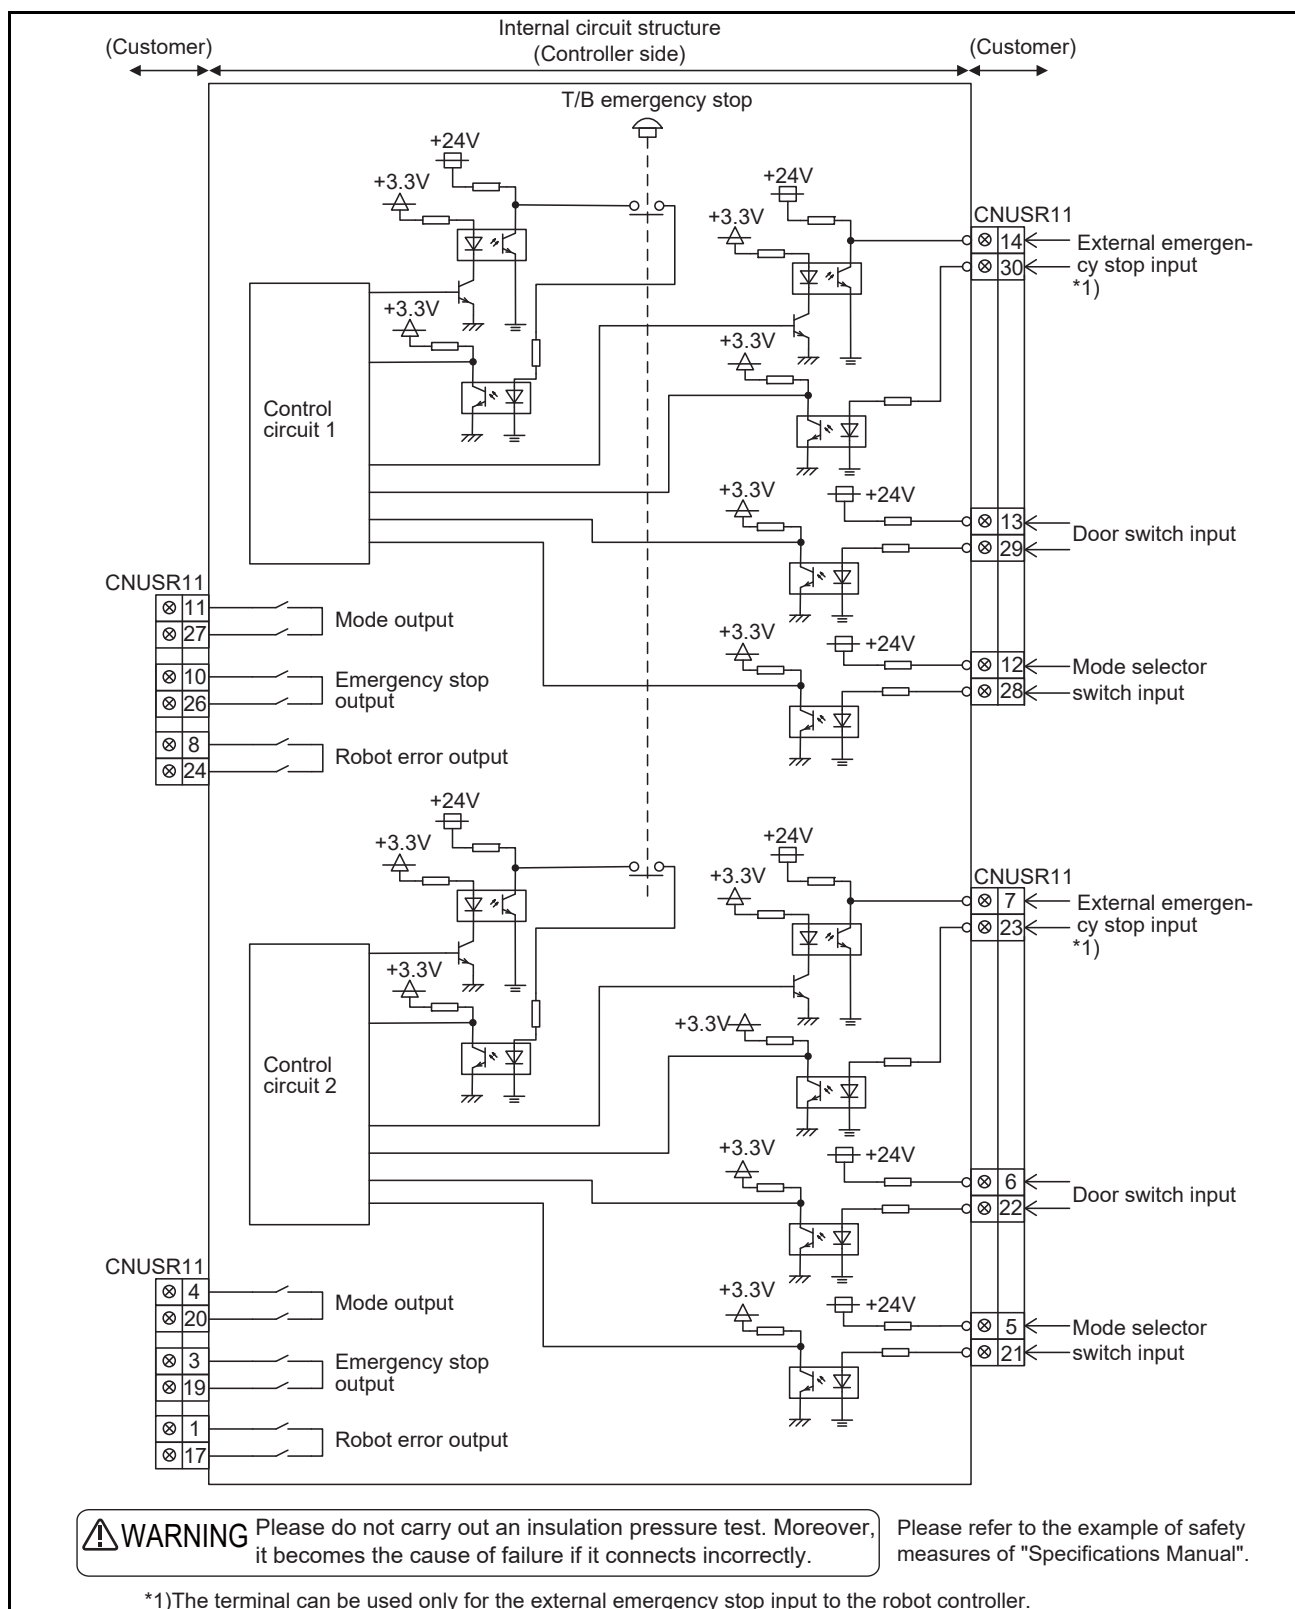 Internal circuit structure
(Customer)
(Controller side)
(Customer)
T/B emergency stop
+24V
+3.3V
+24V
+3.3V
CNUSR11
14
External emergen-
30
cy stop input
*1)
+3.3V
+3.3V
Control
circuit 1
+3.3V
+24V
13
Door switch input
29
CNUSR11
11
Mode output
27
+3.3V
+24V
12
Mode selector
28
switch input
10
Emergency stop
26
output
8
Robot error output
24
+24V
+3.3V
+24V
+3.3V
CNUSR11
7
External emergen-
23
cy stop input
*1)
+3.3V
+3.3V
Control
circuit 2
+3.3V
+24V
6
Door switch input
22
CNUSR11
4
Mode output
20
+3.3V
+24V
5
Mode selector
21
switch input
3
Emergency stop
19
output
1
Robot error output
17
WARNING
Please do not carry out an insulation pressure test. Moreover,
it becomes the cause of failure if it connects incorrectly.
Please refer to the example of safety
measures of "Specifications Manual".
*1)The terminal can be used only for the external emergency stop input to the robot controller.